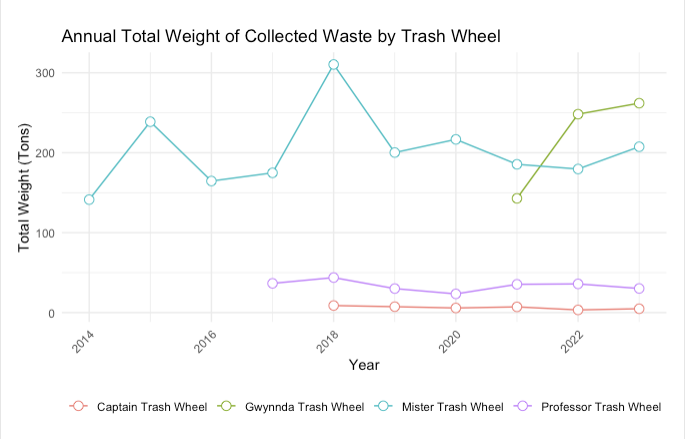 Annual Total Weight of Collected Waste by Trash Wheel
Total Weight (Tons)
300
200
100
0
2014
2016
2018
2020
2022
Year
Captain Trash Wheel
Gwynnda Trash Wheel
Mister Trash Wheel
Professor Trash Wheel